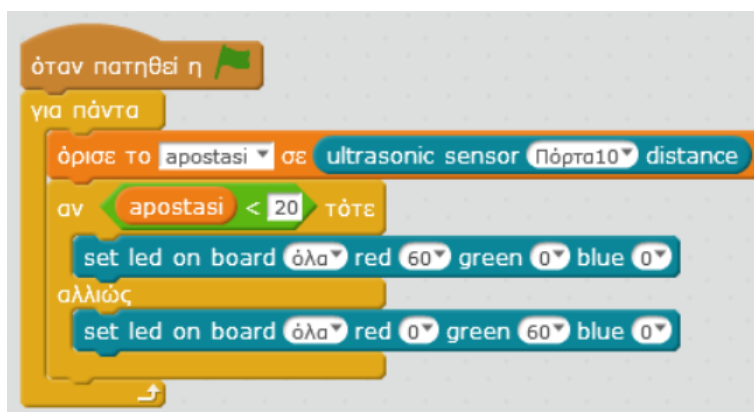 όταν πατηθεί η
για πάντα
όρισε το apostasi σε ultrasonic sensor Πόρτα10 distance
αν apostasi < 20 τότε
set led on board όλα red 60 green 0 blue 0
αλλιώς
set led on board όλα red 0 green 60 blue 0